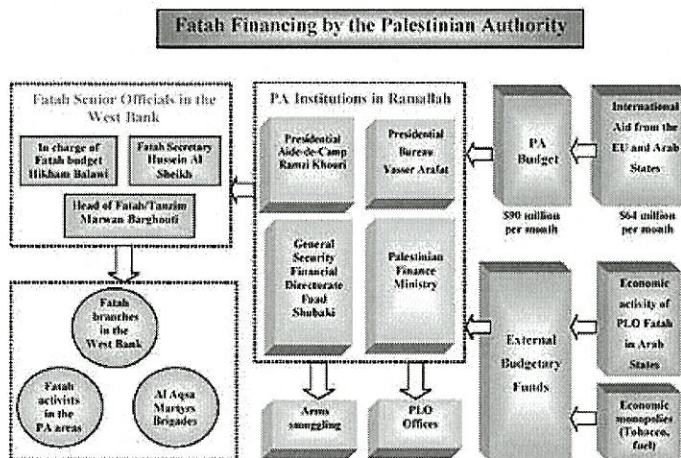 Fatah Financing by the Palestinian Authority
Fatah Senior Officials in the
West Bank
In charge of
Fatah budget
Hikham Balawi
Fatah Secretary
Hussein Al
Sheikh
Head of Fatah/Tanzim
Marwan Barghouti
Fatah
branches
in the
West Bank
Fatah
activists
in the
PA areas
Al Aqsa
Martyrs
Brigades
PA Institutions in Ramallah
Presidential
Aide-de-Camp
Ramzi Khouri
Presidential
Bureau
Yasser Arafat
General
Security
Financial
Directorate
Fuad
Shubaki
Palestinian
Finance
Ministry
Arms
smuggling
PLO
Offices
PA
Budget
$90 million
per month
International
Aid from the
EU and Arab
States
$64 million
per month
External
Budgetary
Funds
Economic
activity of
PLO Fatah
in Arab
States
Economic
monopolies
(Tobacco,
fuel)